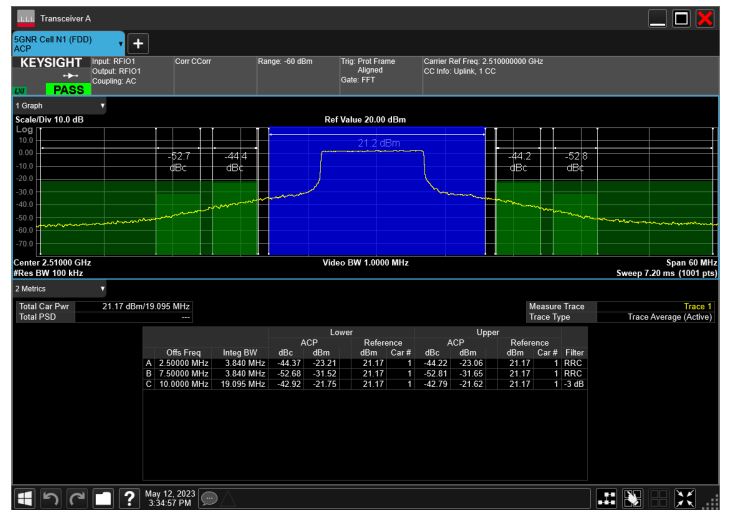 Transceiver A
5GNR Cell N1 (FDD)
ACP
KEYSIGHT
LXI
PASS
Input: RFIO1
Output: RFIO1
Coupling: AC
Corr CCorr
Range: -60 dBm
Trig: Prot Frame
Aligned
Gate: FFT
Carrier Ref Freq: 2.510000000 GHz
CC Info: Uplink, 1 CC
1 Graph
Scale/Div 10.0 dB
Ref Value 20.00 dBm
Log
10.0
0.00
-10.0
-20.0
-30.0
-40.0
-50.0
-60.0
-70.0
-52.7
dBc
-44.4
dBc
21.2 dBm
-44.2
dBc
-52.8
dBc
Center 2.51000 GHz
Video BW 1.0000 MHz
Span 60 MHz
#Res BW 100 kHz
Sweep 7.20 ms (1001 pts)
2 Metrics
Total Car Pwr 21.17 dBm/19.095 MHz
Total PSD ---
Measure Trace Trace 1
Trace Type Trace Average (Active)
Lower Upper
ACP Reference ACP Reference
Offs Freq Integ BW dBc dBm dBm Car # dBc dBm dBm Car # Filter
A 2.50000 MHz 3.840 MHz -44.37 -23.21 21.17 1 -44.22 -23.06 21.17 1 RRC
B 7.50000 MHz 3.840 MHz -52.68 -31.52 21.17 1 -52.81 -31.65 21.17 1 RRC
C 10.0000 MHz 19.095 MHz -42.92 -21.75 21.17 1 -42.79 -21.62 21.17 1 -3 dB
May 12, 2023
3:34:57 PM